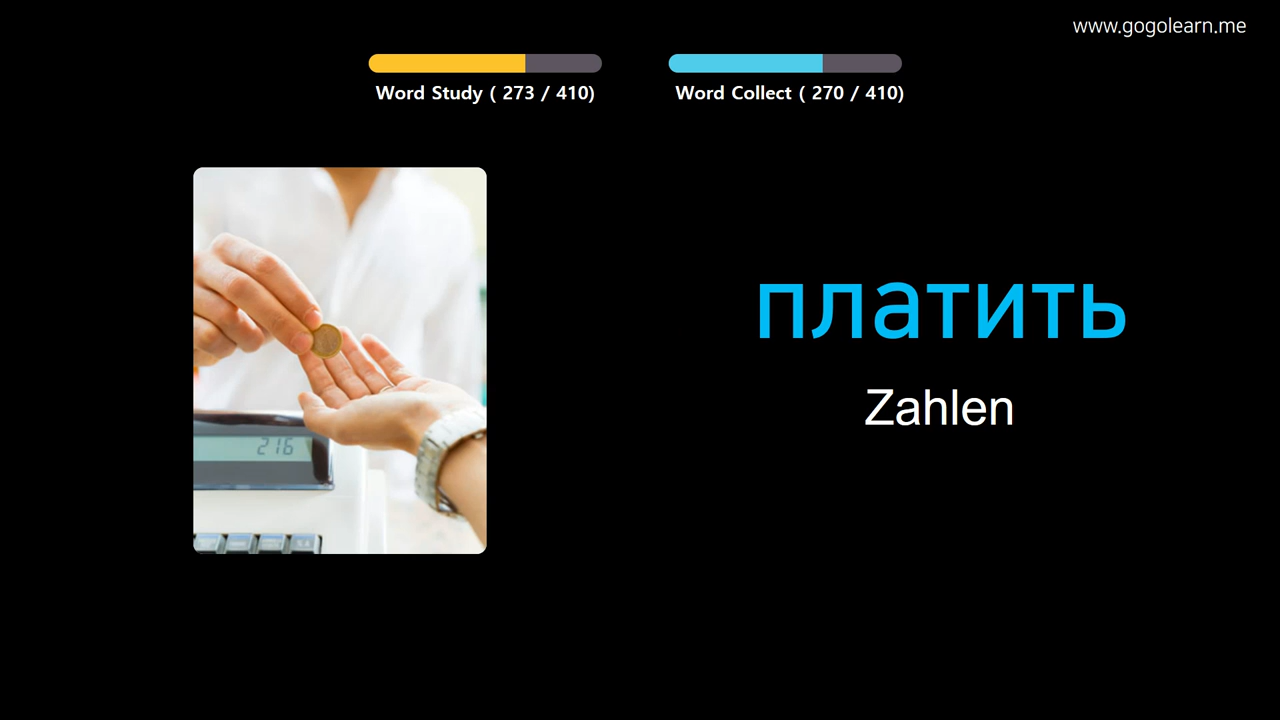 www.gogolearn.me
Word Study ( 273 / 410)
Word Collect ( 270 / 410)
платить
Zahlen
216